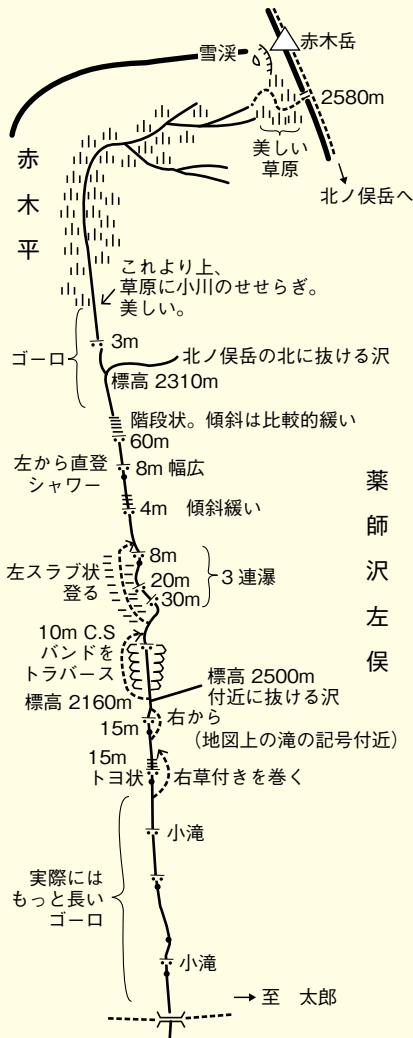 雪渓
赤木岳
2580m
美しい
草原
北ノ俣岳へ
赤木平
これより上、
草原に小川のせせらぎ。
美しい。
ゴーロ
3m
北ノ俣岳の北に抜ける沢
標高 2310m
階段状。傾斜は比較的緩い
60m
左から直登
シャワー
8m 幅広
4m 傾斜緩い
薬師沢左俣
8m
左スラブ状
登る
20m
30m
3 連瀑
10m C.S
バンドを
トラバース
標高 2500m
付近に抜ける沢
標高 2160m
右から
15m
(地図上の滝の記号付近)
15m
トヨ状
右草付きを巻く
小滝
実際には
もっと長い
ゴーロ
小滝
至 太郎